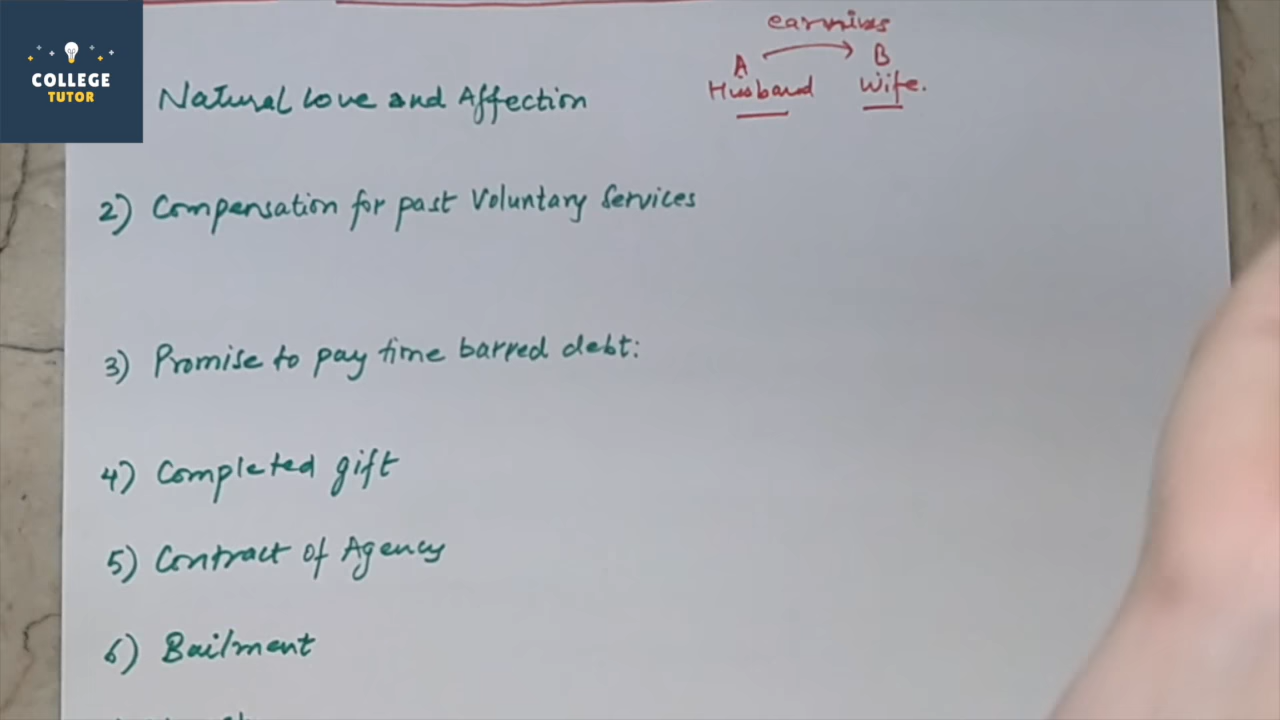 COLLEGE
TUTOR
earnings
A B
Husband Wife.
Natural Love and Affection
2) Compensation for past Voluntary Services
3) Promise to pay time barred debt:
4) Completed gift
5) Contract of Agency
6) Bailment